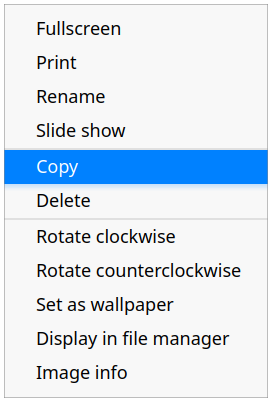 Fullscreen
Print
Rename
Slide show
Copy
Delete
Rotate clockwise
Rotate counterclockwise
Set as wallpaper
Display in file manager
Image info